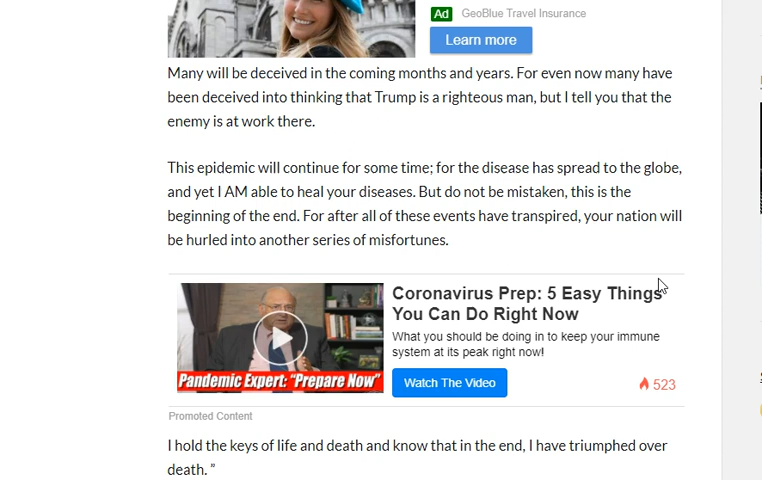 Ad GeoBlue Travel Insurance
Learn more
Many will be deceived in the coming months and years. For even now many have
been deceived into thinking that Trump is a righteous man, but I tell you that the
enemy is at work there.
This epidemic will continue for some time; for the disease has spread to the globe,
and yet I AM able to heal your diseases. But do not be mistaken, this is the
beginning of the end. For after all of these events have transpired, your nation will
be hurled into another series of misfortunes.
Pandemic Expert: "Prepare Now"
Coronavirus Prep: 5 Easy Things
You Can Do Right Now
What you should be doing in to keep your immune
system at its peak right now!
Watch The Video
523
Promoted Content
I hold the keys of life and death and know that in the end, I have triumphed over
death. ”